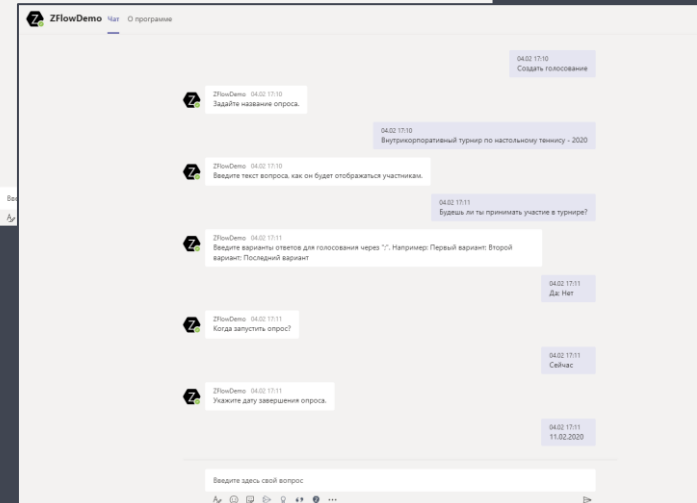 ZFlowDemo Чат О программе
04.02 17:10
Создать голосование
ZFlowDemo 04.02 17:10
Задайте название опроса.
04.02 17:10
Внутрикорпоративный турнир по настольному теннису - 2020
ZFlowDemo 04.02 17:10
Введите текст вопроса, как он будет отображаться участникам.
04.02 17:11
Будешь ли ты принимать участие в турнире?
ZFlowDemo 04.02 17:11
Введите варианты ответов для голосования через ":". Например: Первый вариант: Второй
вариант: Последний вариант
04.02 17:11
Да: Нет
ZFlowDemo 04.02 17:11
Когда запустить опрос?
04.02 17:11
Сейчас
ZFlowDemo 04.02 17:11
Укажите дату завершения опроса.
04.02 17:11
11.02.2020
Введите здесь свой вопрос